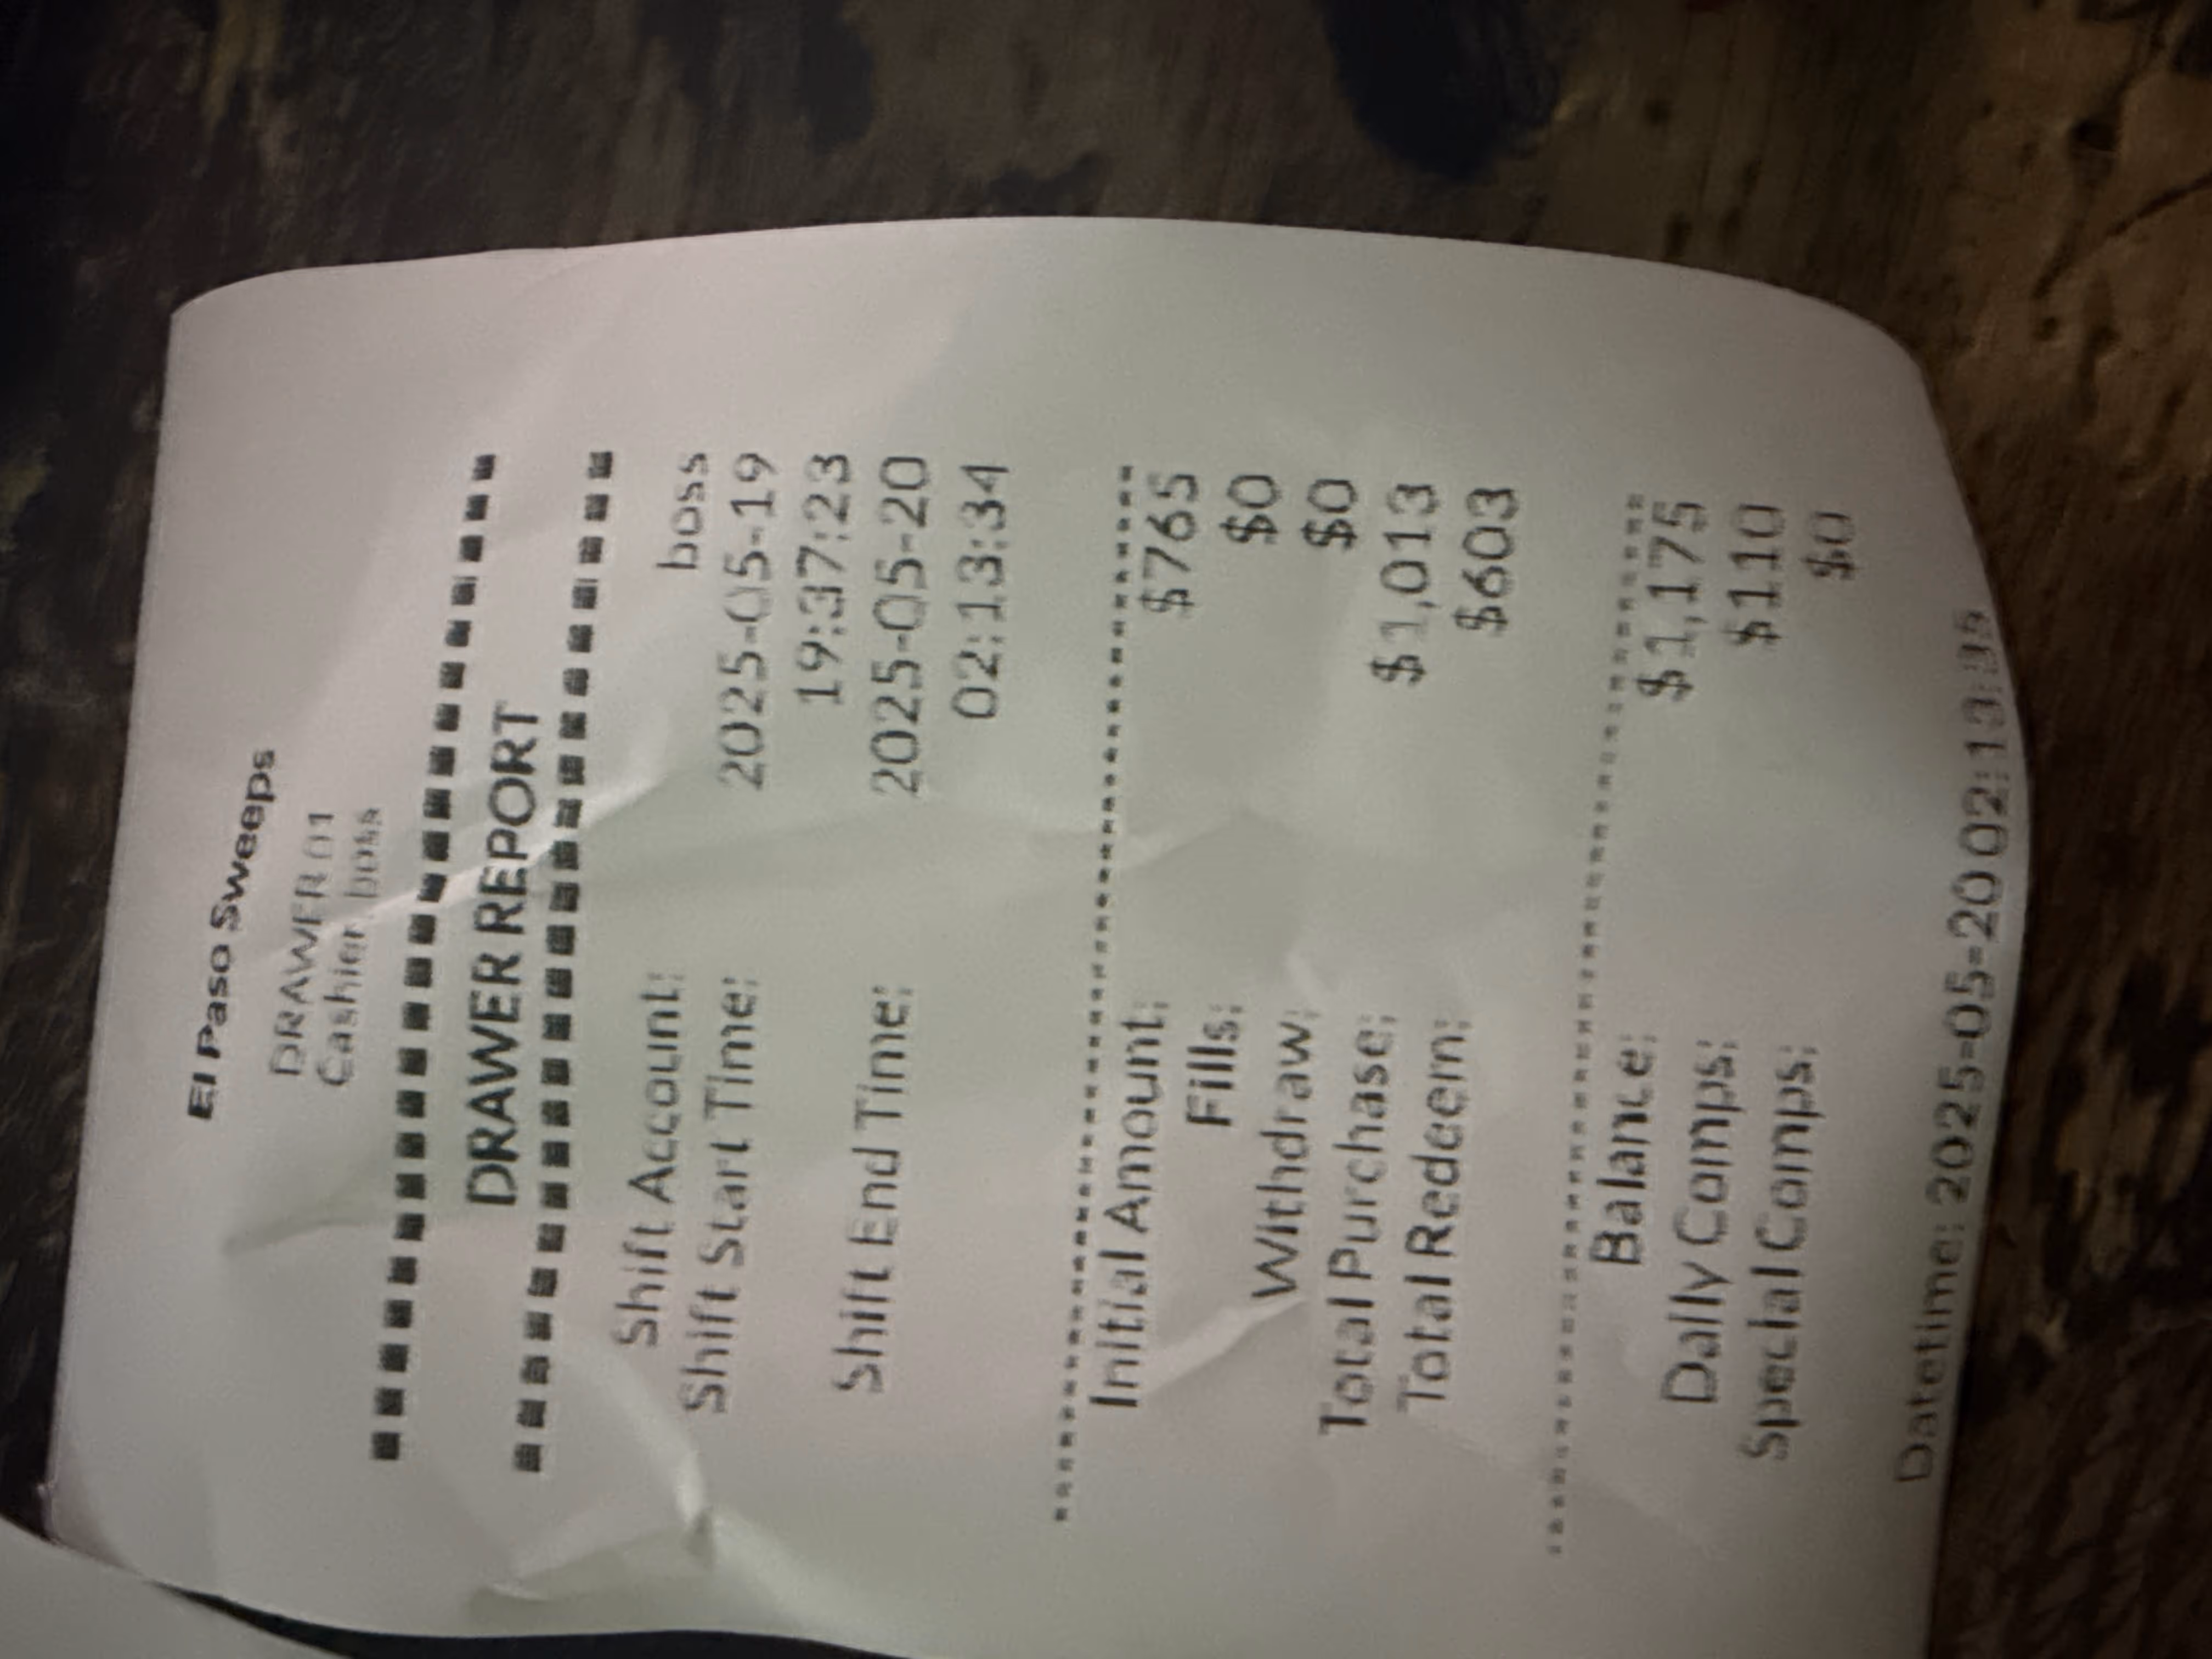 El Paso Sweeps
DRAWER 01
Cashier: boss
DRAWER REPORT
Shift Account: boss
Shift Start Time: 2025-05-19
19:37:23
Shift End Time: 2025-05-20
02:13:34
Initial Amount: $765
Fills: $0
Withdraw: $0
Total Purchase: $1,013
Total Redeem: $603
Balance: $1,175
Daily Comps: $110
Special Comps: $0
Datetime: 2025-05-20